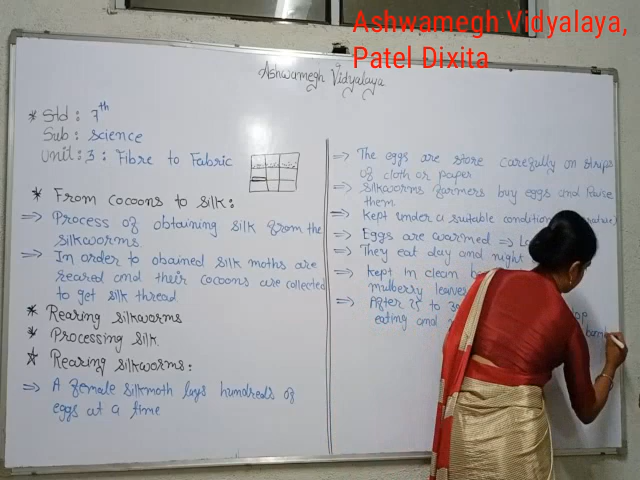 Ashwamegh Vidyalaya,
Patel Dixita
Ashwamegh Vidyalaya
* Std : 7th
Sub : Science
Unit : 3 : Fibre to Fabric
* From cocoons to silk :
⇒ Process of obtaining silk from the
silkworms
⇒ In order to obained silk moths are
reared and their cocoons are collected
to get silk thread
* Rearing silkworms
* Processing silk
* Rearing silkworms :
⇒ A female silkmoth lays hundreds of
eggs at a time
⇒ The eggs are store carefully on strips
of cloth or paper
⇒ silkworms farmers buy eggs and
them
⇒ kept under a suitable condition
⇒ Eggs are warmed ⇒
⇒ They eat day and night
⇒ kept in clean
mulberry leaves
⇒ After 25 to
eating and